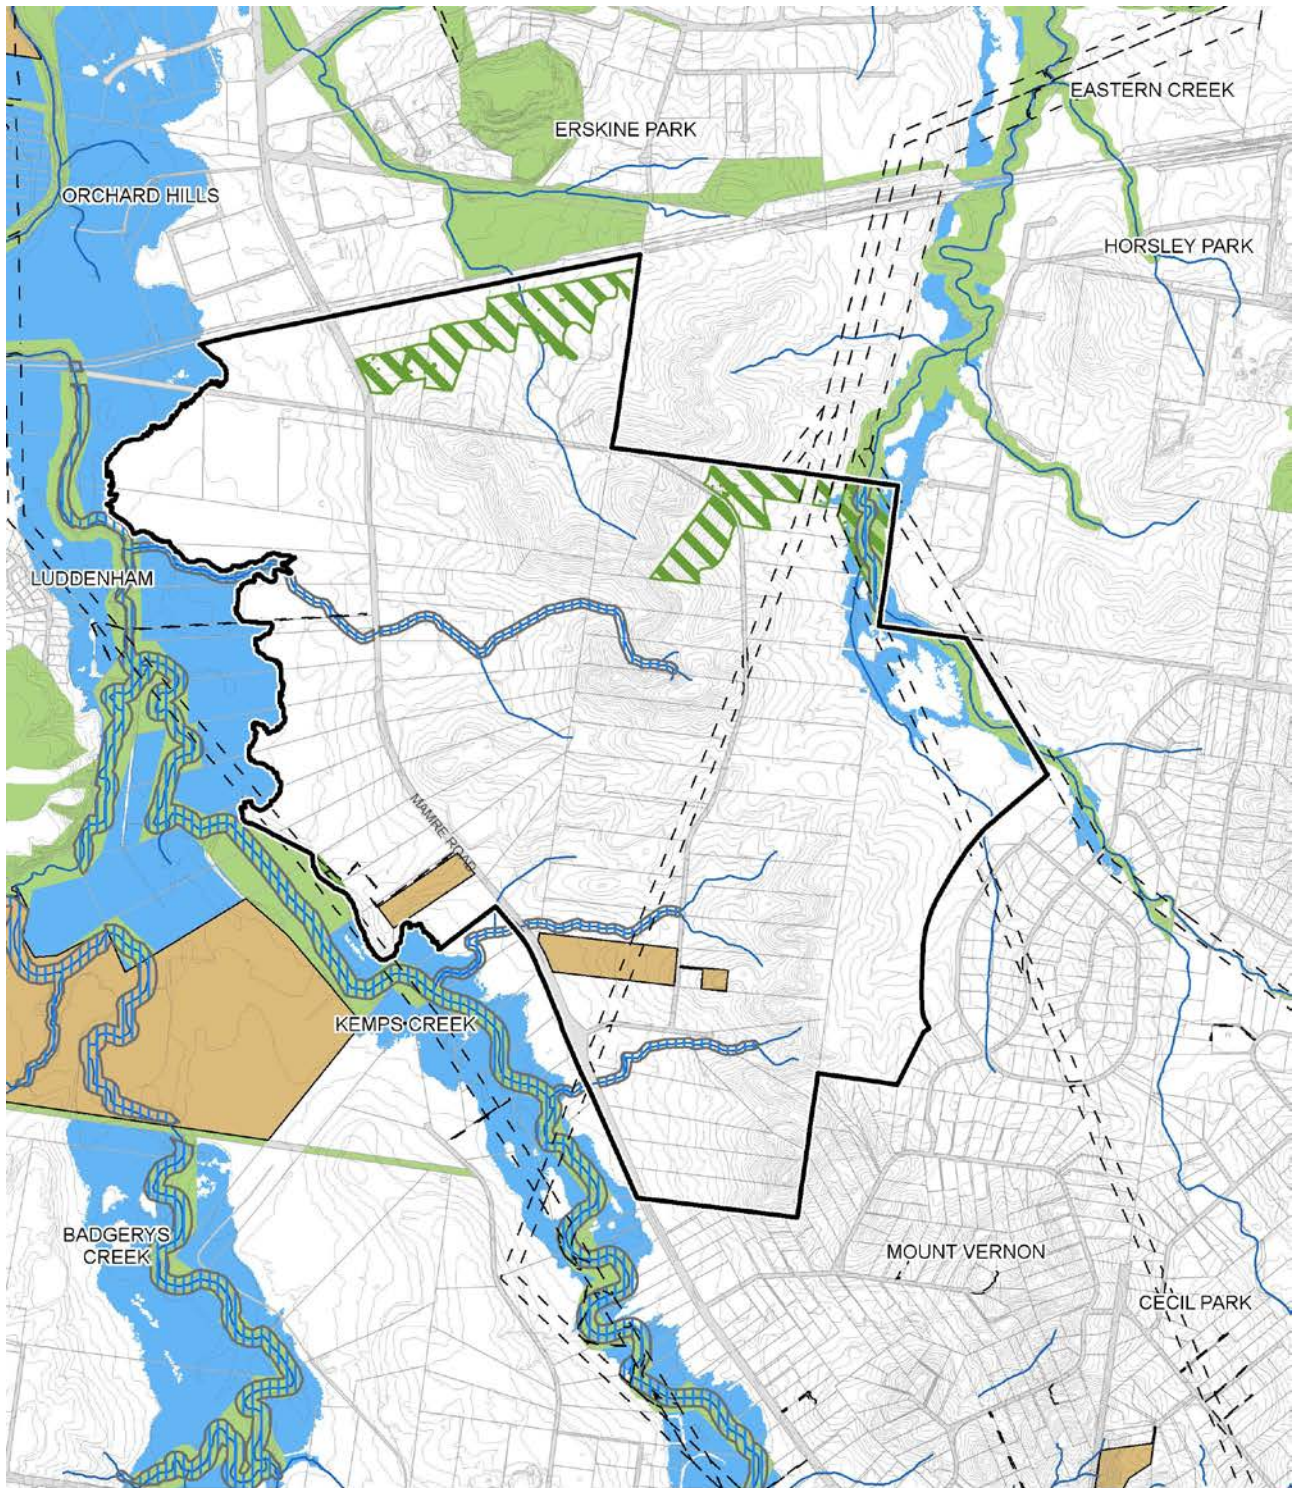 EASTERN CREEK
ERSKINE PARK
ORCHARD HILLS
HORSLEY PARK
LUDDENHAM
MAMRE ROAD
KEMPS CREEK
BADGERYS
CREEK
MOUNT VERNON
CECIL PARK